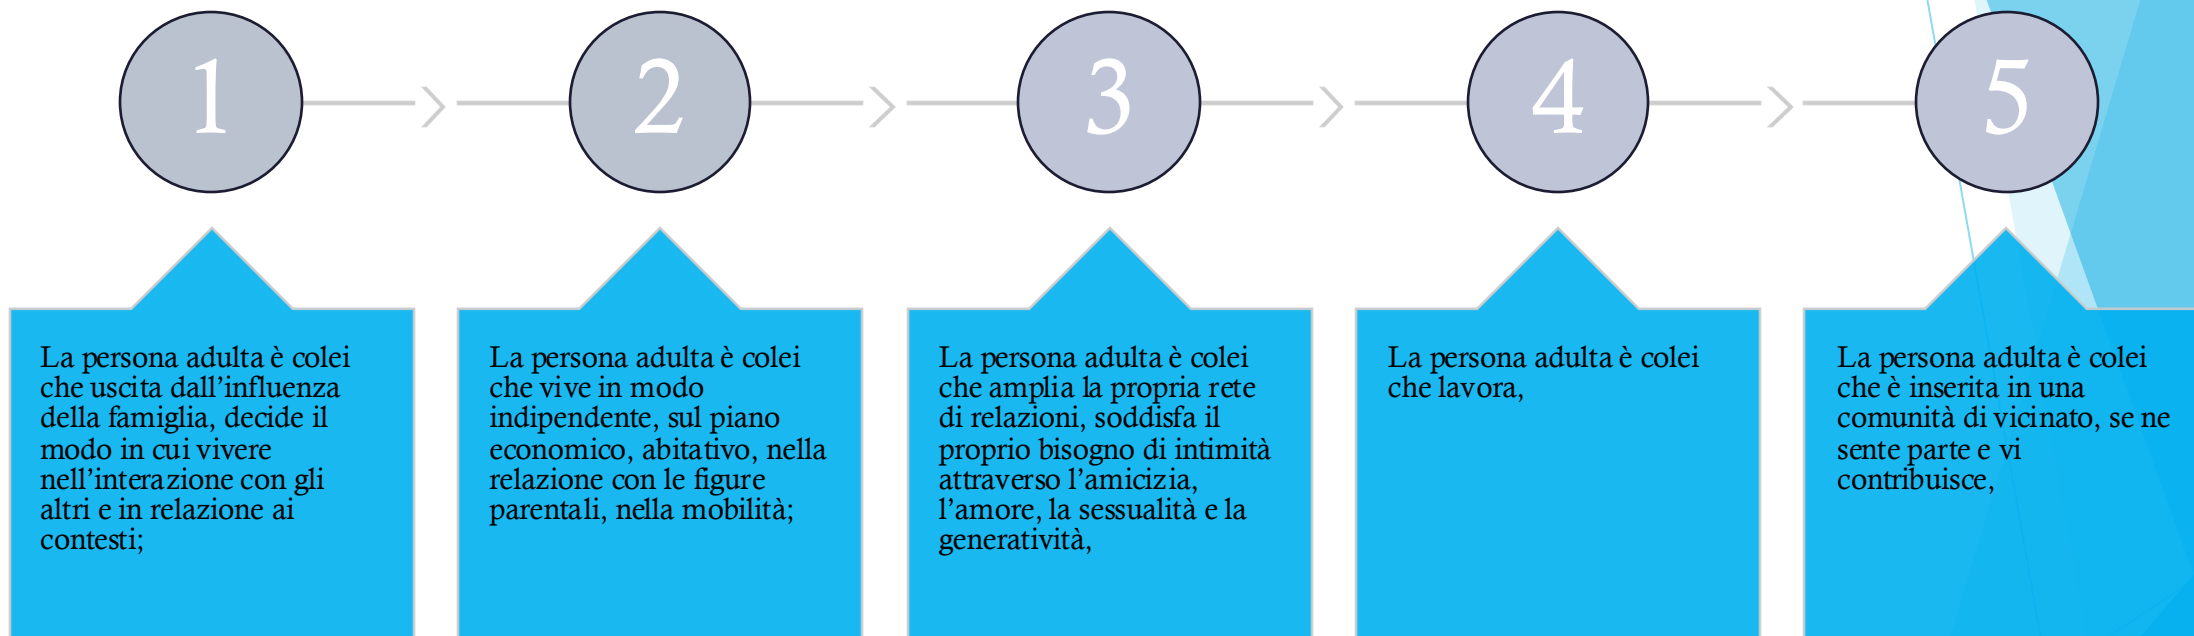 1
2
3
4
5
La persona adulta è colei
che uscita dall’influenza
della famiglia, decide il
modo in cui vivere
nell’interazione con gli
altri e in relazione ai
contesti;
La persona adulta è colei
che vive in modo
indipendente, sul piano
economico, abitativo, nella
relazione con le figure
parentali, nella mobilità;
La persona adulta è colei
che amplia la propria rete
di relazioni, soddisfa il
proprio bisogno di intimità
attraverso l’amicizia,
l’amore, la sessualità e la
generatività,
La persona adulta è colei
che lavora,
La persona adulta è colei
che è inserita in una
comunità di vicinato, se ne
sente parte e vi
contribuisce,